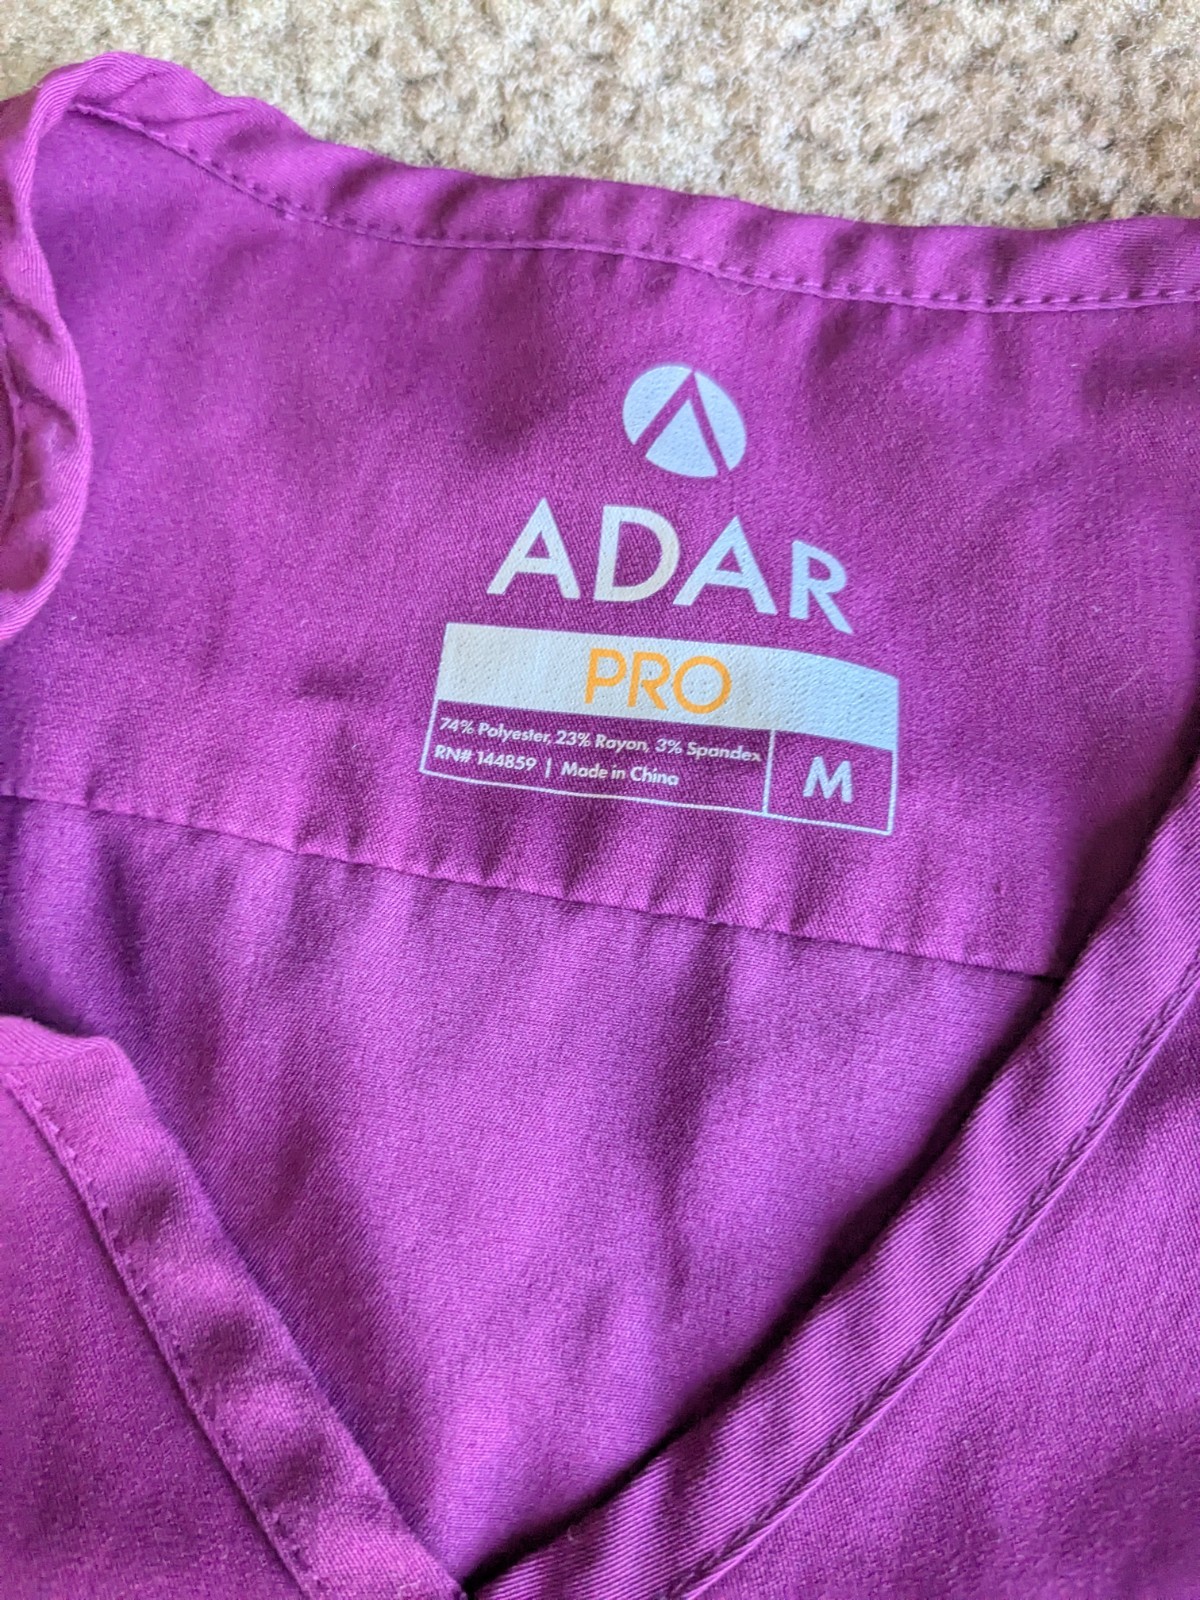 ADAR
PRO
74% Polyester, 23% Rayon, 3% Spandex
RN# 144859 | Made in China
M